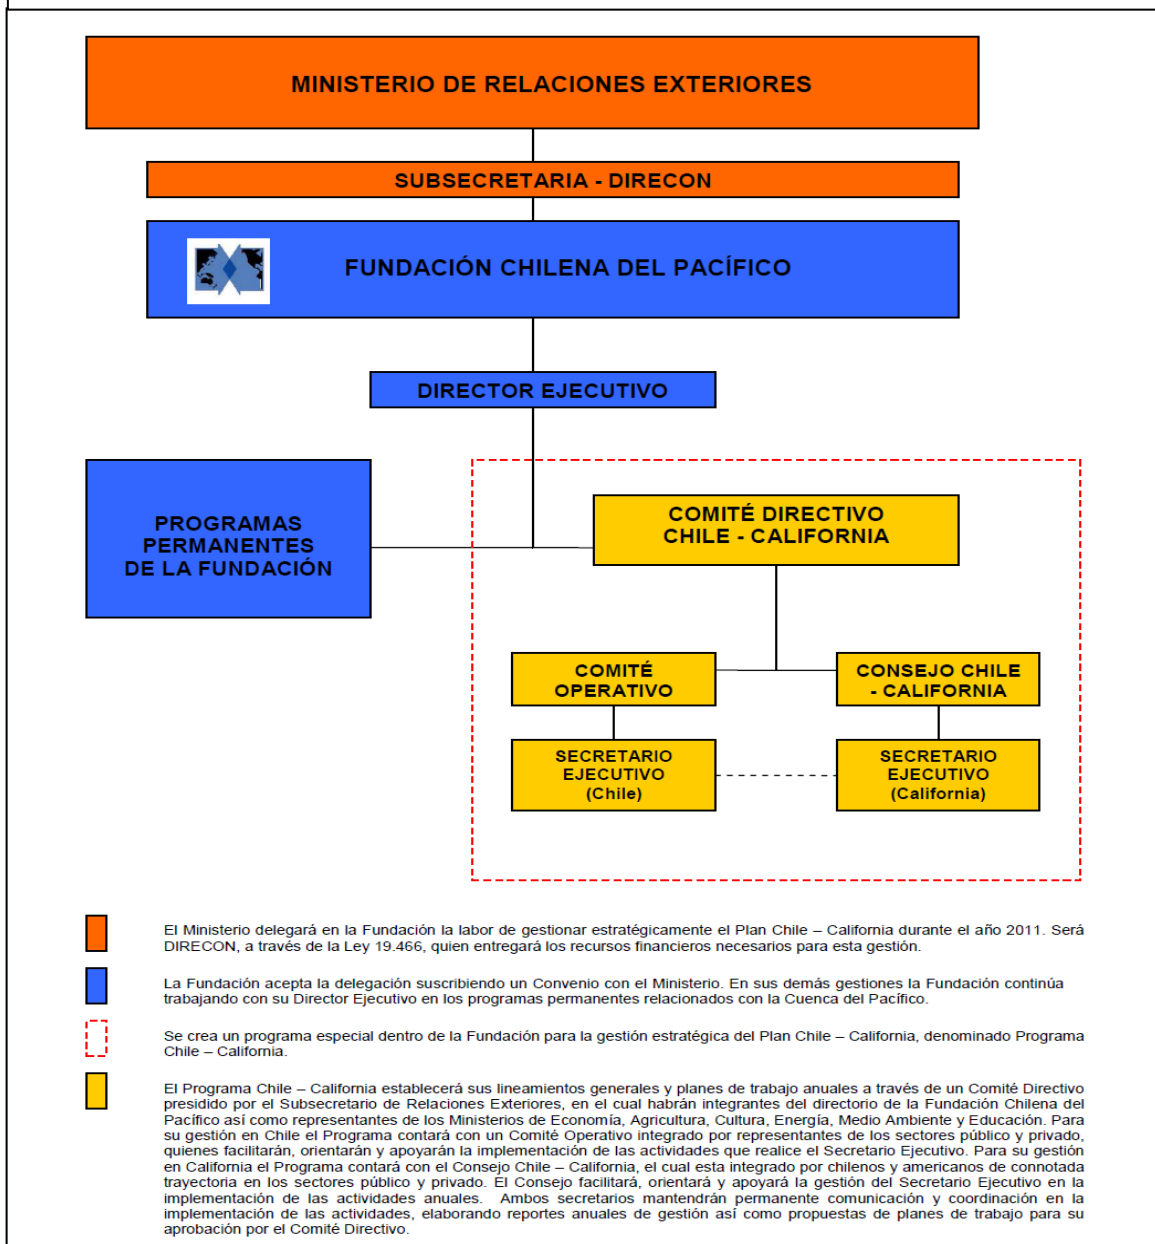 MINISTERIO DE RELACIONES EXTERIORES
SUBSECRETARIA - DIRECON
FUNDACIÓN CHILENA DEL PACÍFICO
DIRECTOR EJECUTIVO
PROGRAMAS
PERMANENTES
DE LA FUNDACIÓN
COMITÉ DIRECTIVO
CHILE - CALIFORNIA
COMITÉ
OPERATIVO
CONSEJO CHILE
- CALIFORNIA
SECRETARIO
EJECUTIVO
(Chile)
SECRETARIO
EJECUTIVO
(California)
El Ministerio delegará en la Fundación la labor de gestionar estratégicamente el Plan Chile – California durante el año 2011. Será
DIRECON, a través de la Ley 19.466, quien entregará los recursos financieros necesarios para esta gestión.
La Fundación acepta la delegación suscribiendo un Convenio con el Ministerio. En sus demás gestiones la Fundación continúa
trabajando con su Director Ejecutivo en los programas permanentes relacionados con la Cuenca del Pacífico.
Se crea un programa especial dentro de la Fundación para la gestión estratégica del Plan Chile – California, denominado Programa
Chile – California.
El Programa Chile – California establecerá sus lineamientos generales y planes de trabajo anuales a través de un Comité Directivo
presidido por el Subsecretario de Relaciones Exteriores, en el cual habrán integrantes del directorio de la Fundación Chilena del
Pacífico así como representantes de los Ministerios de Economía, Agricultura, Cultura, Energía, Medio Ambiente y Educación. Para
su gestión en Chile el Programa contará con un Comité Operativo integrado por representantes de los sectores público y privado,
quienes facilitarán, orientarán y apoyarán la implementación de las actividades que realice el Secretario Ejecutivo. Para su gestión
en California el Programa contará con el Consejo Chile – California, el cual esta integrado por chilenos y americanos de connotada
trayectoria en los sectores público y privado. El Consejo facilitará, orientará y apoyará la gestión del Secretario Ejecutivo en la
implementación de las actividades anuales. Ambos secretarios mantendrán permanente comunicación y coordinación en la
implementación de las actividades, elaborando reportes anuales de gestión así como propuestas de planes de trabajo para su
aprobación por el Comité Directivo.